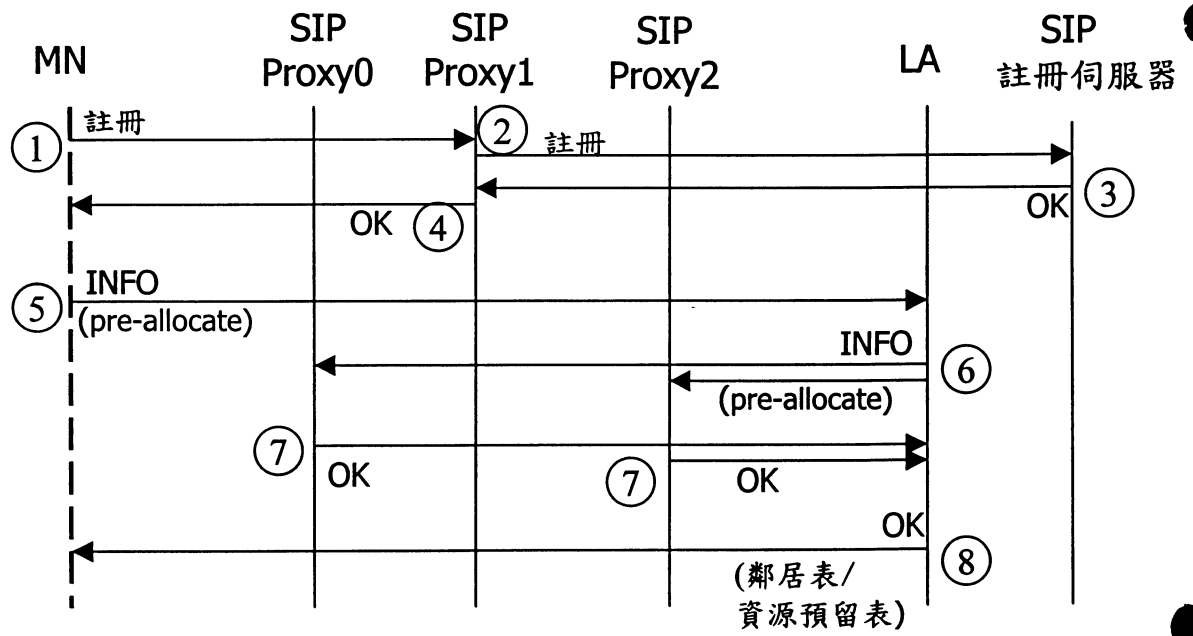 MN
SIP
Proxy0
SIP
Proxy1
SIP
Proxy2
LA
SIP
註冊伺服器
① 註冊
② 註冊
OK ③
OK ④
⑤ INFO
(pre-allocate)
INFO ⑥
(pre-allocate)
⑦ OK
⑦ OK
OK
⑧
(鄰居表/
資源預留表)